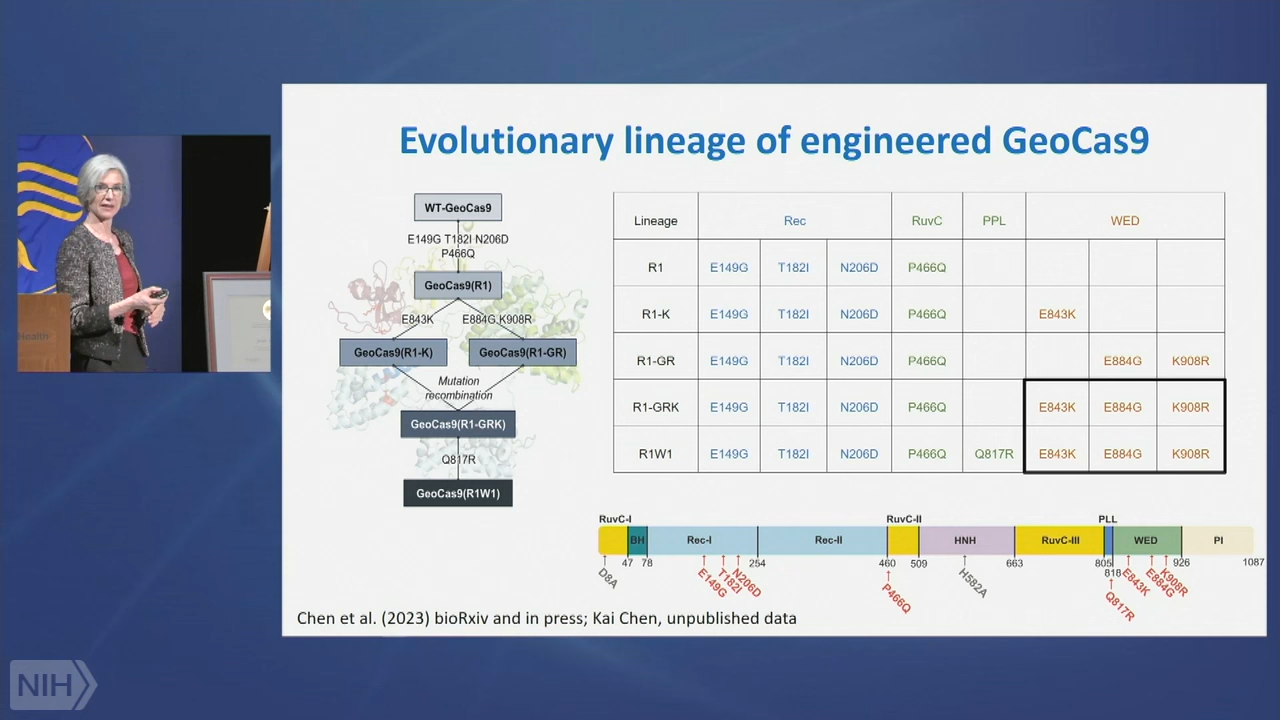 Evolutionary lineage of engineered GeoCas9
WT-GeoCas9
E149G T182I N206D
P466Q
GeoCas9(R1)
E843K
E884G,K908R
GeoCas9(R1-K)
GeoCas9(R1-GR)
Mutation
recombination
GeoCas9(R1-GRK)
Q817R
GeoCas9(R1W1)
Lineage Rec RuvC PPL WED
R1 E149G T182I N206D P466Q
R1-K E149G T182I N206D P466Q E843K
R1-GR E149G T182I N206D P466Q E884G K908R
R1-GRK E149G T182I N206D P466Q E843K E884G K908R
R1W1 E149G T182I N206D P466Q Q817R E843K E884G K908R
RuvC-I RuvC-II PLL
BH Rec-I Rec-II HNH RuvC-III WED PI
47 78 254 460 509 663 805 818 926 1087
D8A E149G T182I N206D P466Q H582A Q817R E843K E884G K908R
Chen et al. (2023) bioRxiv and in press; Kai Chen, unpublished data
Health
NIH